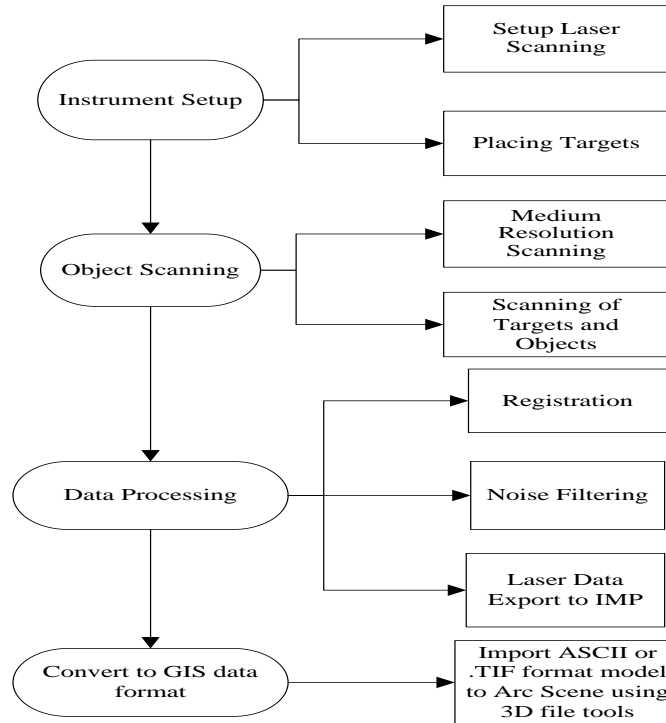 Setup Laser
Scanning
Instrument Setup
Placing Targets
Medium
Resolution
Scanning
Object Scanning
Scanning of
Targets and
Objects
Registration
Data Processing
Noise Filtering
Laser Data
Export to IMP
Convert to GIS data
format
Import ASCII or
.TIF format model
to Arc Scene using
3D file tools